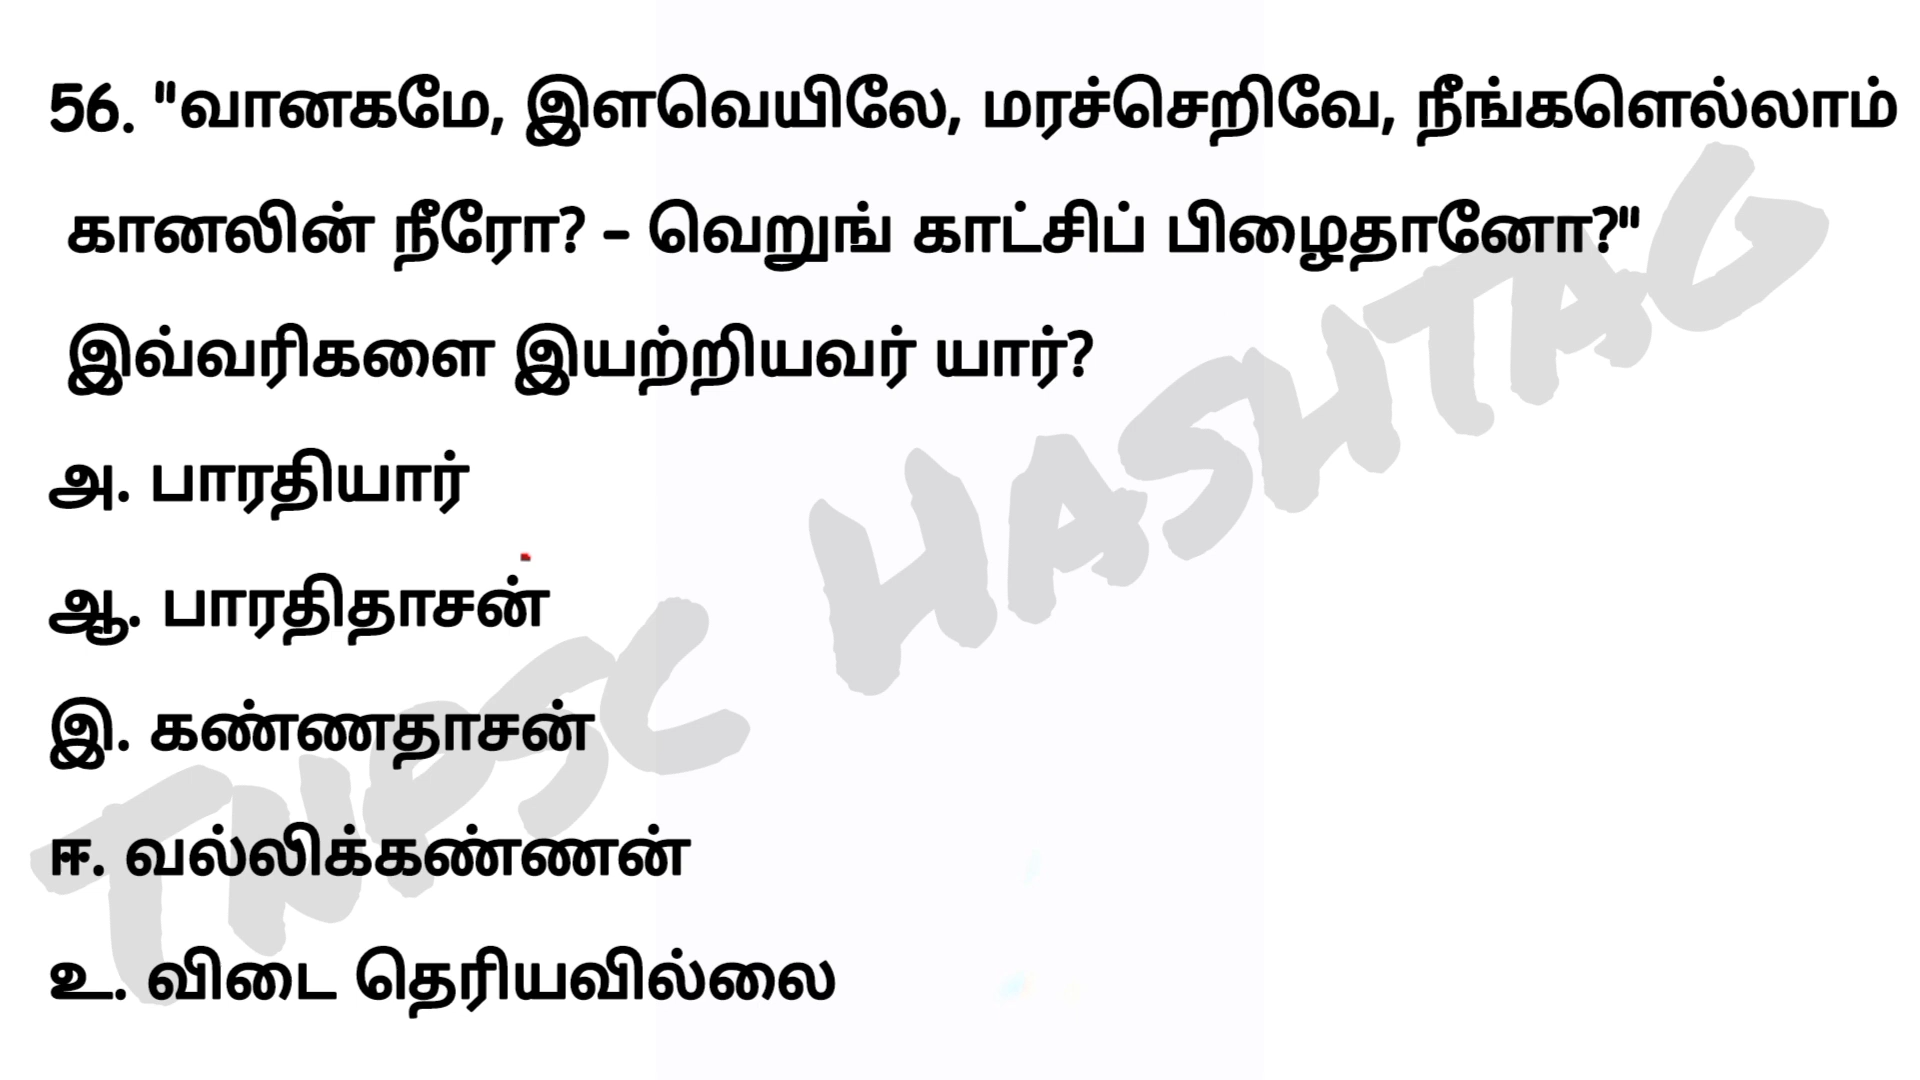 56. "வானகமே, இளவெயிலே, மரச்செறிவே, நீங்களெல்லாம்
கானலின் நீரோ? - வெறுங் காட்சிப் பிழைதானோ?"
இவ்வரிகளை இயற்றியவர் யார்?
அ. பாரதியார்
ஆ. பாரதிதாசன்
இ. கண்ணதாசன்
ஈ. வல்லிக்கண்ணன்
உ. விடை தெரியவில்லை
TNPSC HASHTAG